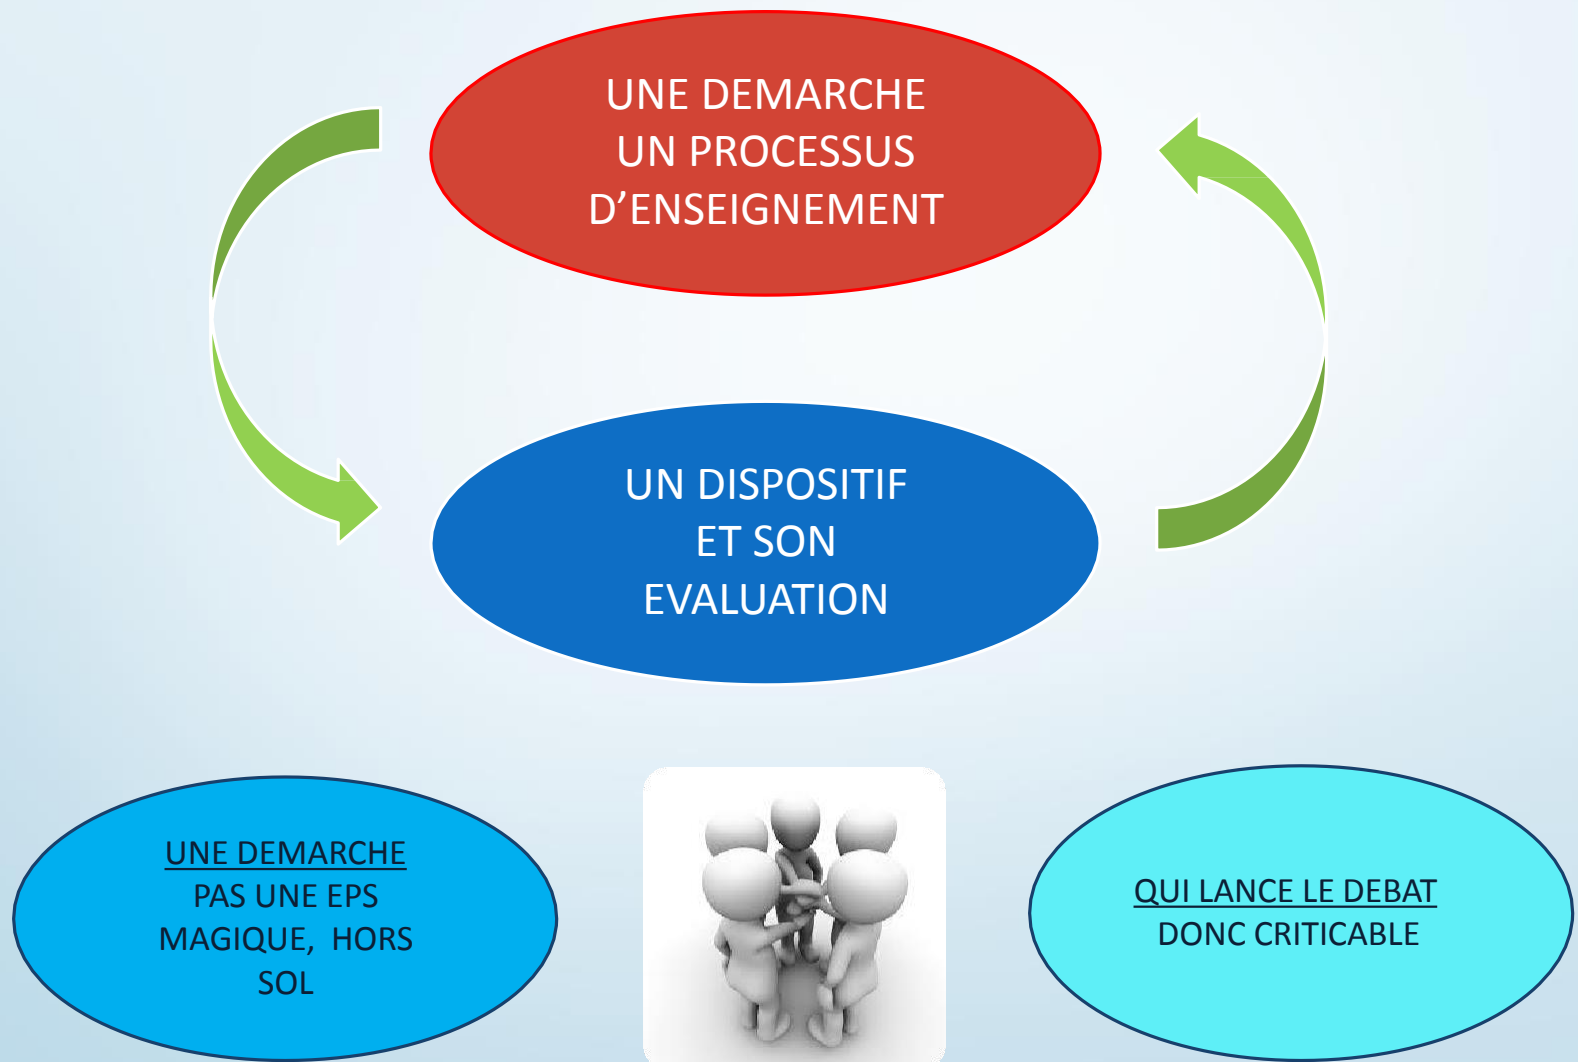 UNE DEMARCHE
UN PROCESSUS
D’ENSEIGNEMENT
UN DISPOSITIF
ET SON
EVALUATION
UNE DEMARCHE
PAS UNE EPS
MAGIQUE, HORS
SOL
QUI LANCE LE DEBAT
DONC CRITICABLE